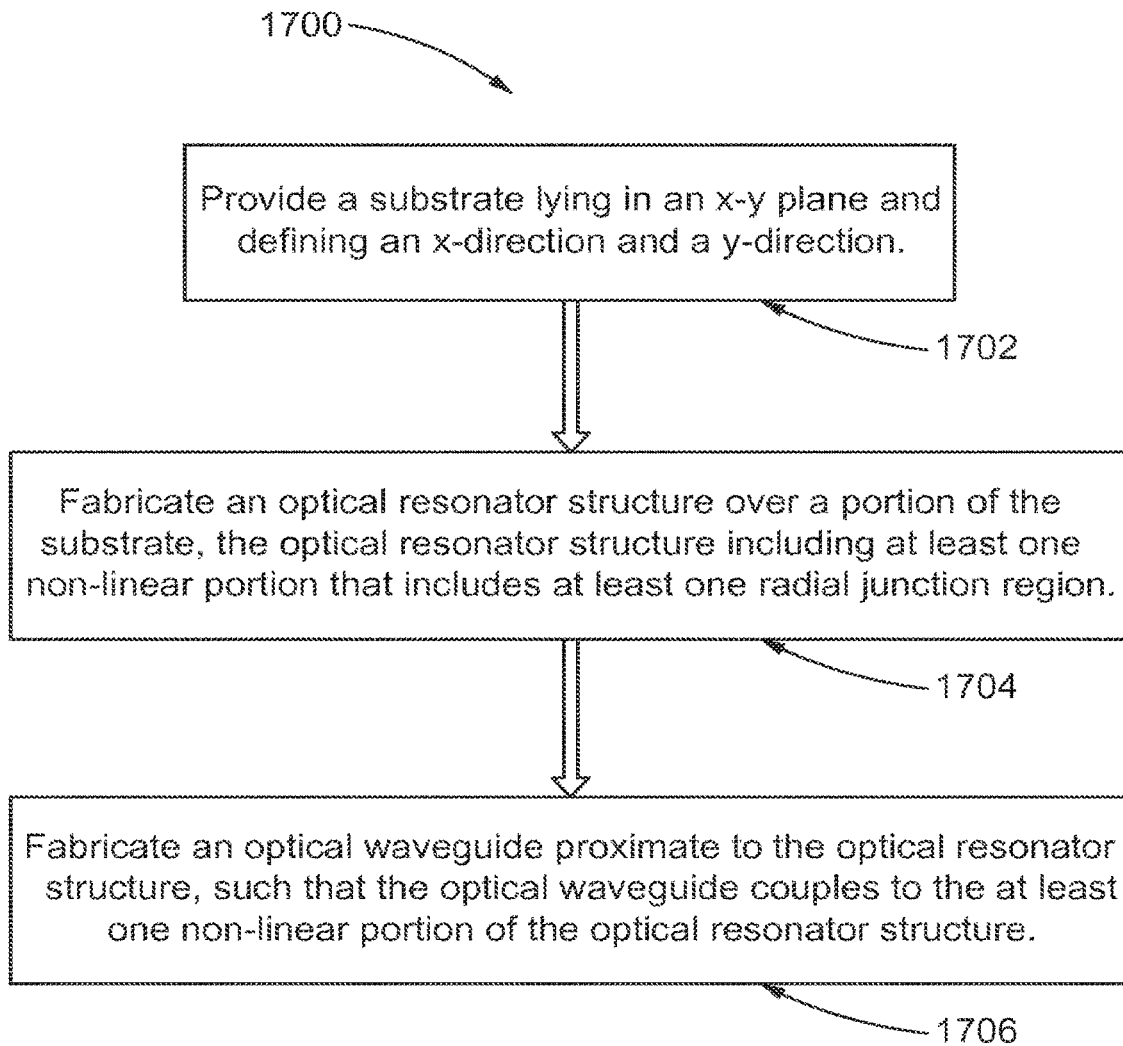 1700
Provide a substrate lying in an x-y plane and
defining an x-direction and a y-direction.
1702
Fabricate an optical resonator structure over a portion of the
substrate, the optical resonator structure including at least one
non-linear portion that includes at least one radial junction region.
1704
Fabricate an optical waveguide proximate to the optical resonator
structure, such that the optical waveguide couples to the at least
one non-linear portion of the optical resonator structure.
1706